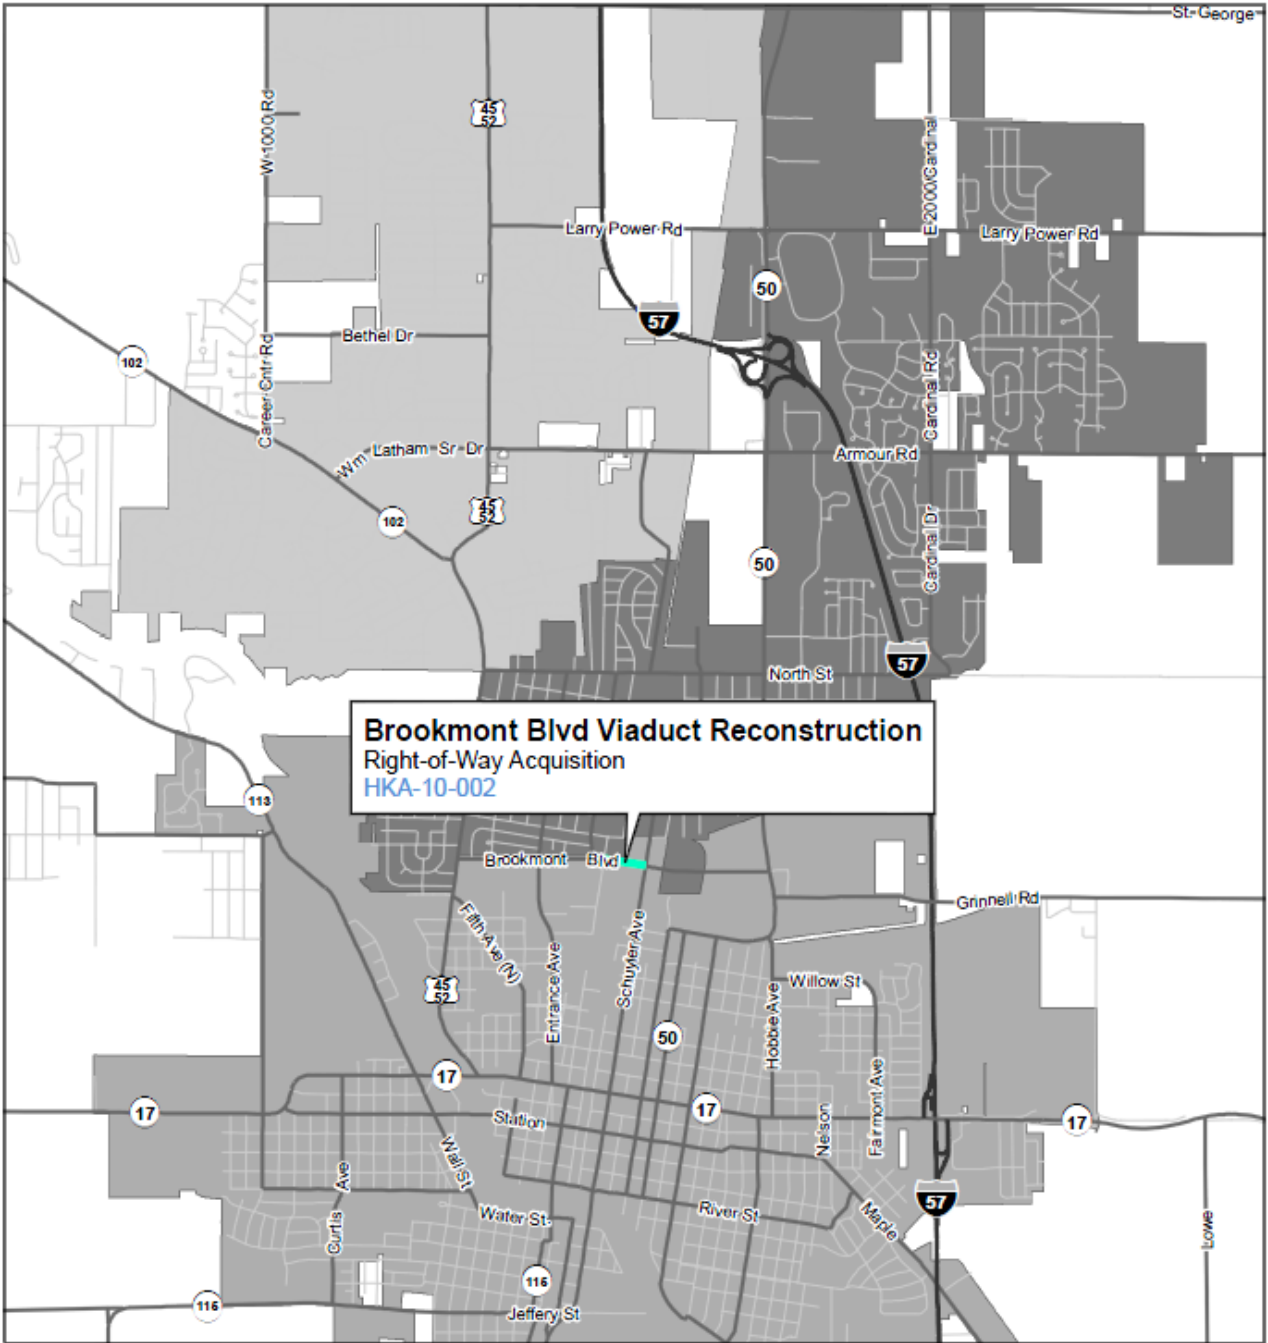 St. George
W 1000 Rd
45
52
E 2000/Cardinal
Larry Power Rd
Larry Power Rd
50
57
Bethel Dr
102
Career Cntr Rd
Cardinal Rd
Wm Latham Sr Dr
Armour Rd
45
52
102
Cardinal Dr
50
57
North St
Brookmont Blvd Viaduct Reconstruction
Right-of-Way Acquisition
HKA-10-002
113
Brookmont Blvd
Grinnell Rd
Fifth Ave (N)
Schuyler Ave
Entrance Ave
45
52
Willow St
Hobbie Ave
50
Fairmont Ave
17
17
17
17
Station
Nelson
Wall St
Curtis Ave
57
Water St
River St
Maple
Lowe
115
115
Jeffery St